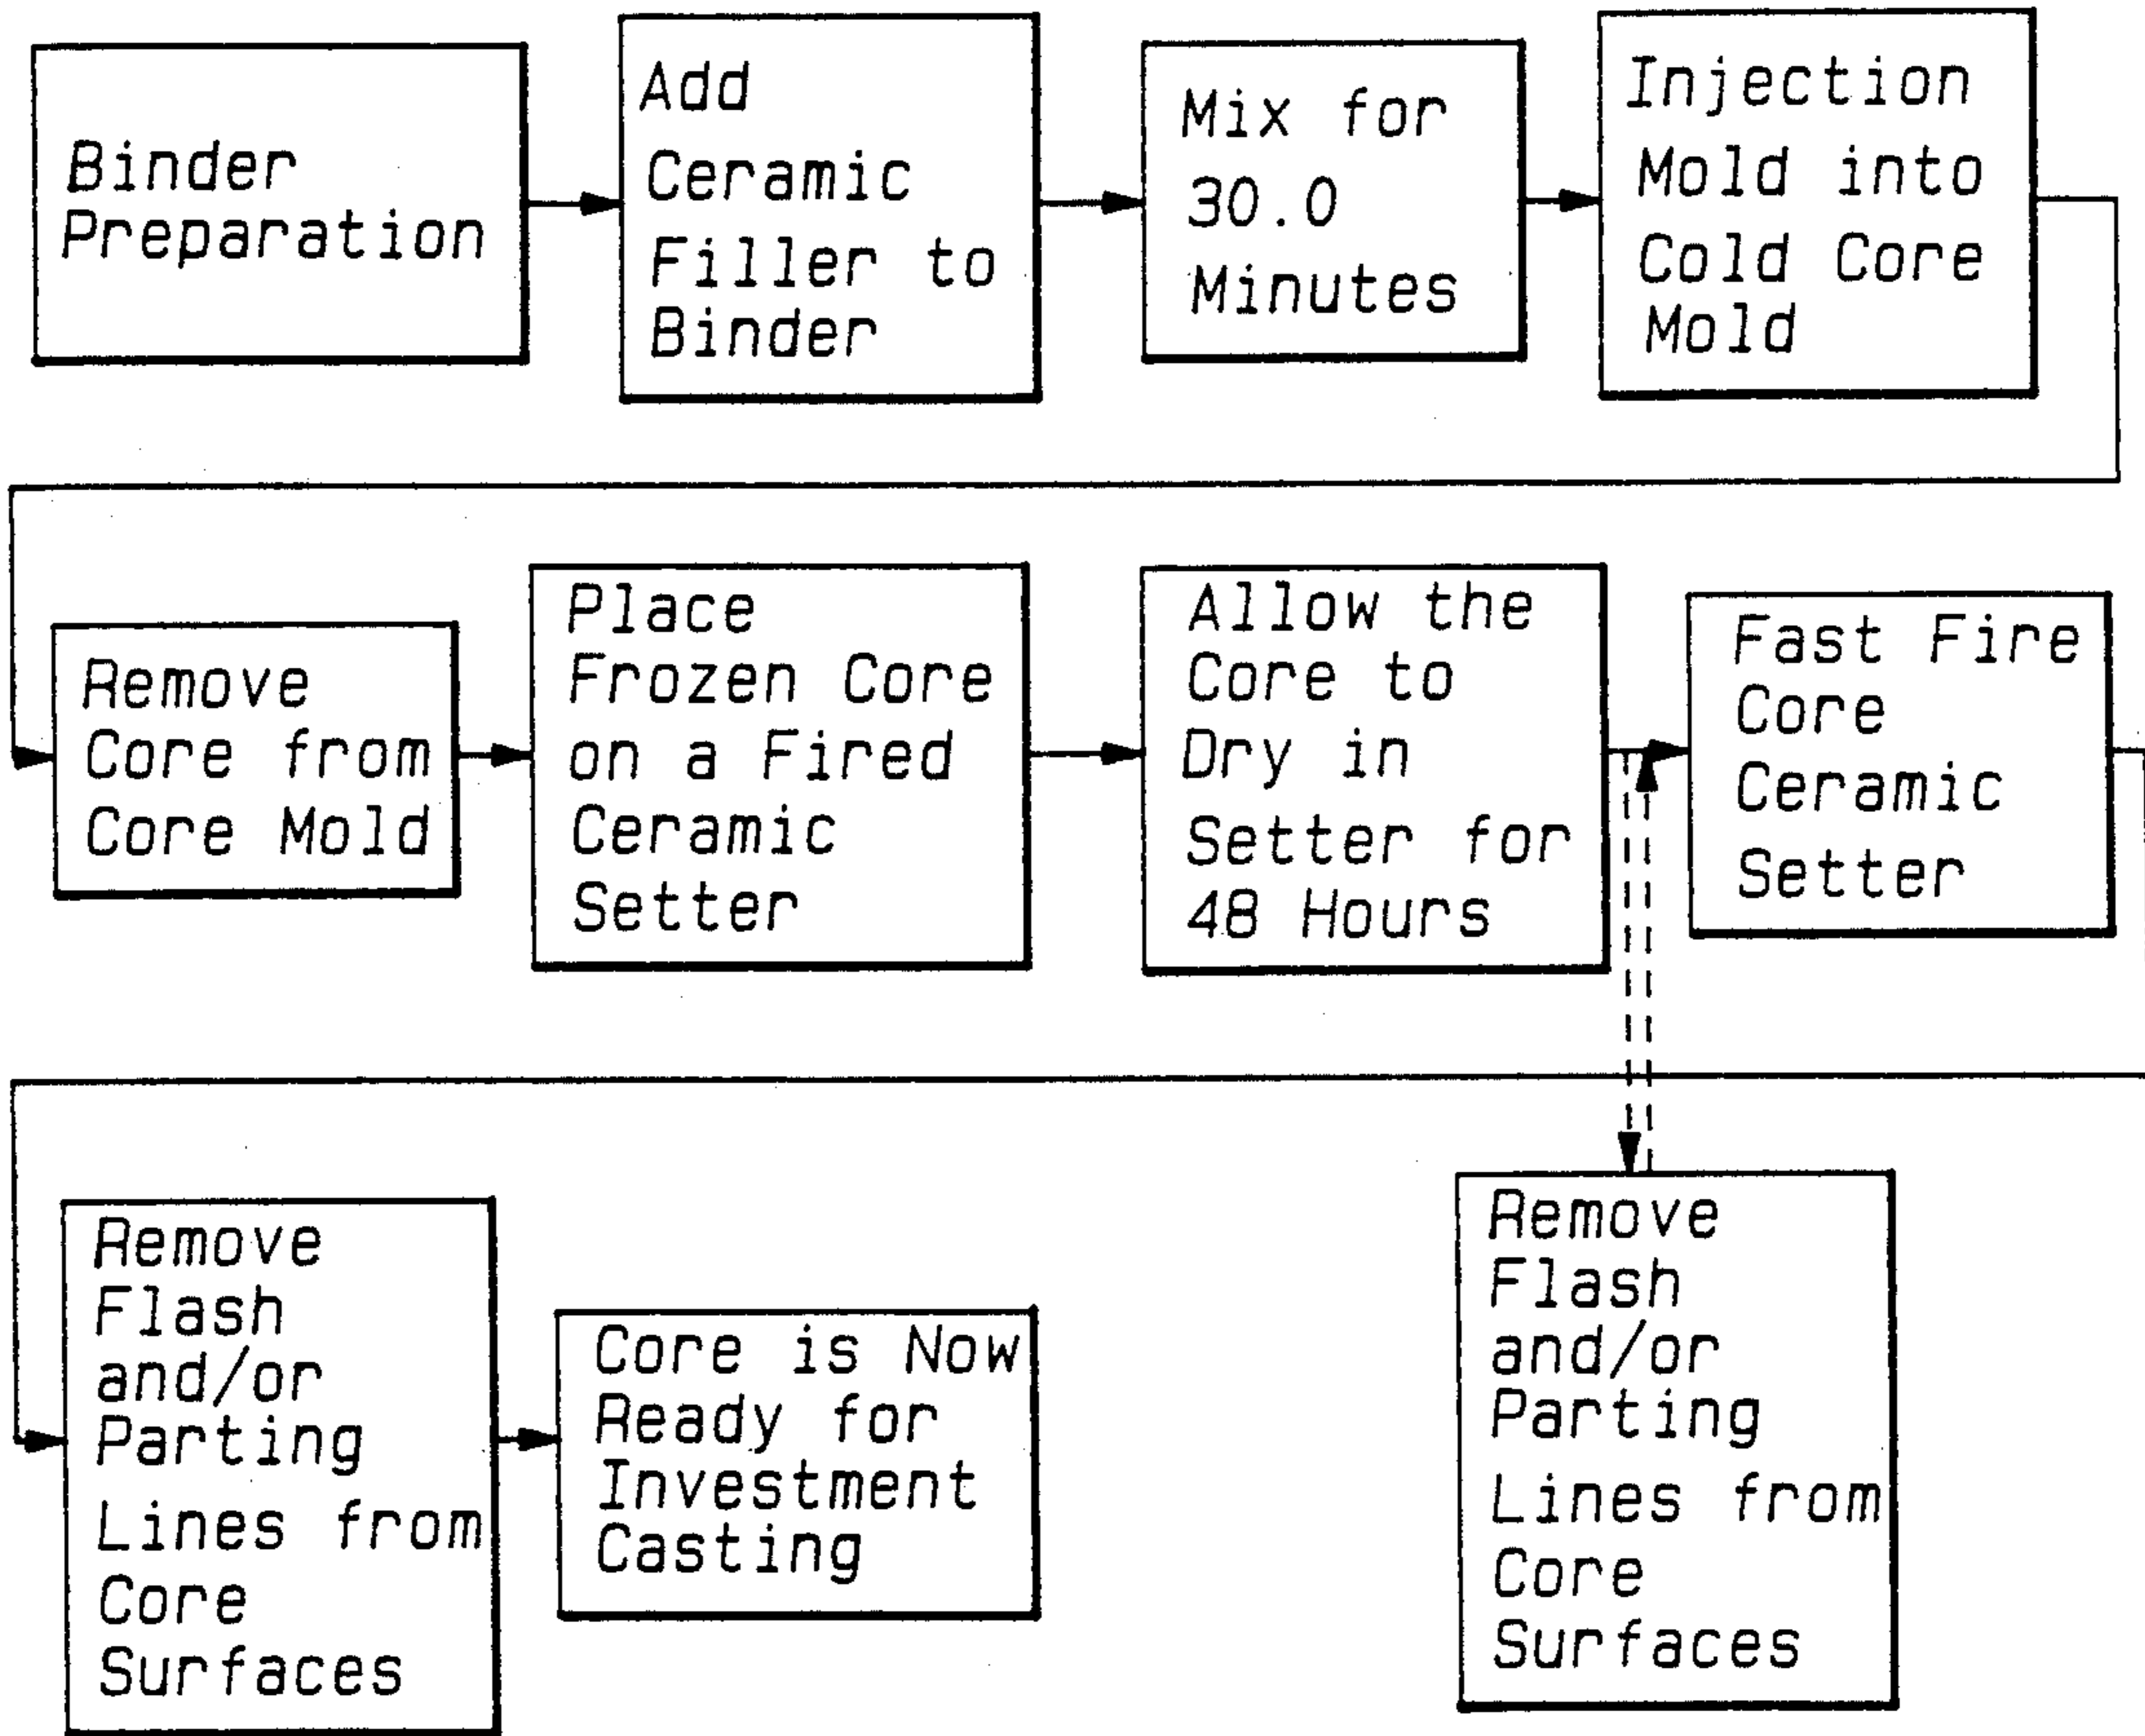 Binder
Preparation
Add
Ceramic
Filler to
Binder
Mix for
30.0
Minutes
Injection
Mold into
Cold Core
Mold
Remove
Core from
Core Mold
Place
Frozen Core
on a Fired
Ceramic
Setter
Allow the
Core to
Dry in
Setter for
48 Hours
Fast Fire
Core
Ceramic
Setter
Remove
Flash
and/or
Parting
Lines from
Core
Surfaces
Core is Now
Ready for
Investment
Casting
Remove
Flash
and/or
Parting
Lines from
Core
Surfaces